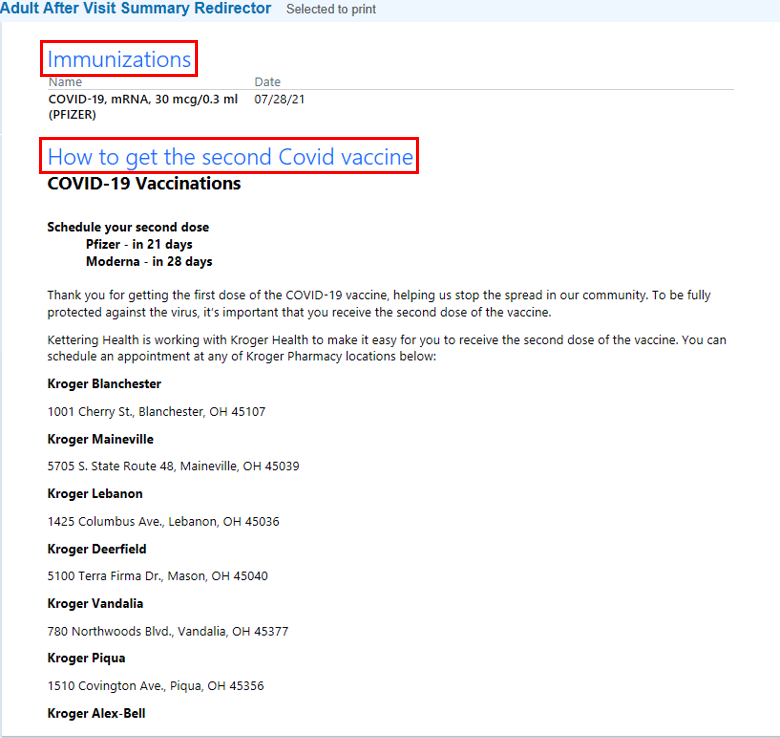 Adult After Visit Summary Redirector Selected to print
Immunizations
Name Date
COVID-19, mRNA, 30 mcg/0.3 ml 07/28/21
(PFIZER)
How to get the second Covid vaccine
COVID-19 Vaccinations
Schedule your second dose
Pfizer - in 21 days
Moderna - in 28 days
Thank you for getting the first dose of the COVID-19 vaccine, helping us stop the spread in our community. To be fully
protected against the virus, it's important that you receive the second dose of the vaccine.
Kettering Health is working with Kroger Health to make it easy for you to receive the second dose of the vaccine. You can
schedule an appointment at any of Kroger Pharmacy locations below:
Kroger Blanchester
1001 Cherry St., Blanchester, OH 45107
Kroger Maineville
5705 S. State Route 48, Maineville, OH 45039
Kroger Lebanon
1425 Columbus Ave., Lebanon, OH 45036
Kroger Deerfield
5100 Terra Firma Dr., Mason, OH 45040
Kroger Vandalia
780 Northwoods Blvd., Vandalia, OH 45377
Kroger Piqua
1510 Covington Ave., Piqua, OH 45356
Kroger Alex-Bell